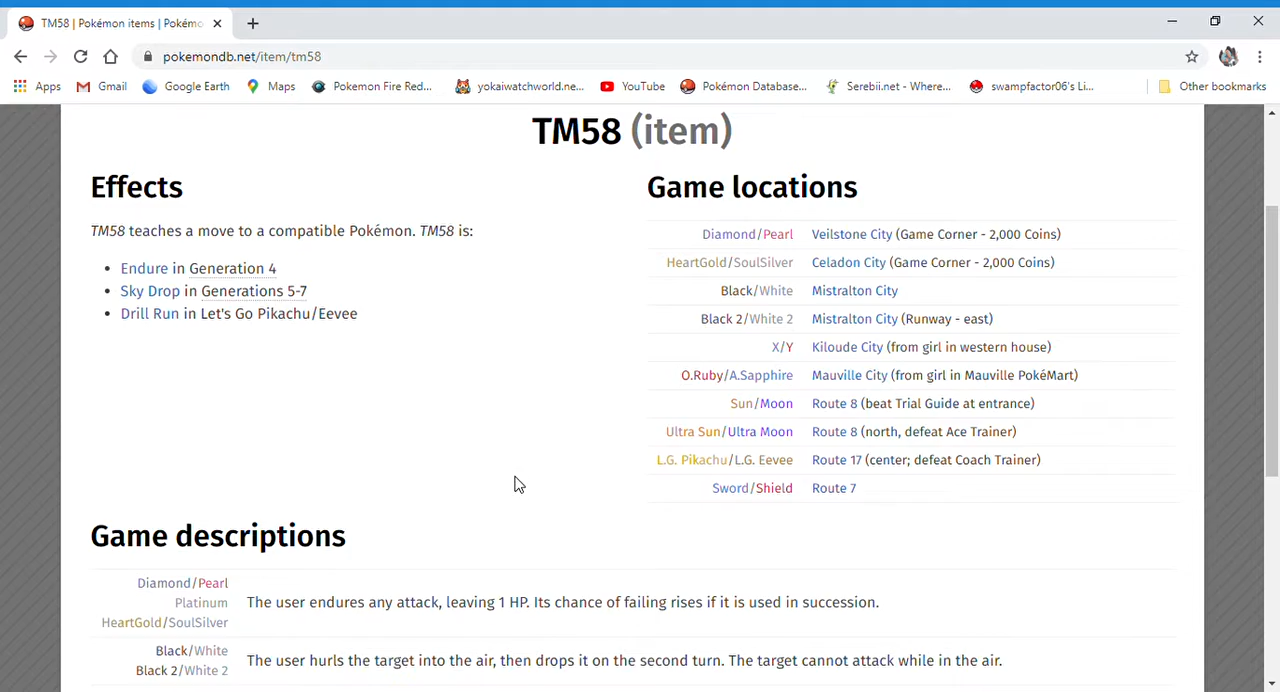 TM58 | Pokémon items | Pokémo
pokemondb.net/item/tm58
Apps Gmail Google Earth Maps Pokemon Fire Red... yokaiwatchworld.ne... YouTube Pokémon Database... Serebii.net - Where... swampfactor06's Li... Other bookmarks
TM58 (item)
Effects
TM58 teaches a move to a compatible Pokémon. TM58 is:
• Endure in Generation 4
• Sky Drop in Generations 5-7
• Drill Run in Let's Go Pikachu/Eevee
Game locations
Diamond/Pearl Veilstone City (Game Corner - 2,000 Coins)
HeartGold/SoulSilver Celadon City (Game Corner - 2,000 Coins)
Black/White Mistralton City
Black 2/White 2 Mistralton City (Runway - east)
X/Y Kiloude City (from girl in western house)
O.Ruby/A.Sapphire Mauville City (from girl in Mauville PokéMart)
Sun/Moon Route 8 (beat Trial Guide at entrance)
Ultra Sun/Ultra Moon Route 8 (north, defeat Ace Trainer)
L.G. Pikachu/L.G. Eevee Route 17 (center; defeat Coach Trainer)
Sword/Shield Route 7
Game descriptions
Diamond/Pearl
Platinum
HeartGold/SoulSilver
The user endures any attack, leaving 1 HP. Its chance of failing rises if it is used in succession.
Black/White
Black 2/White 2
The user hurls the target into the air, then drops it on the second turn. The target cannot attack while in the air.